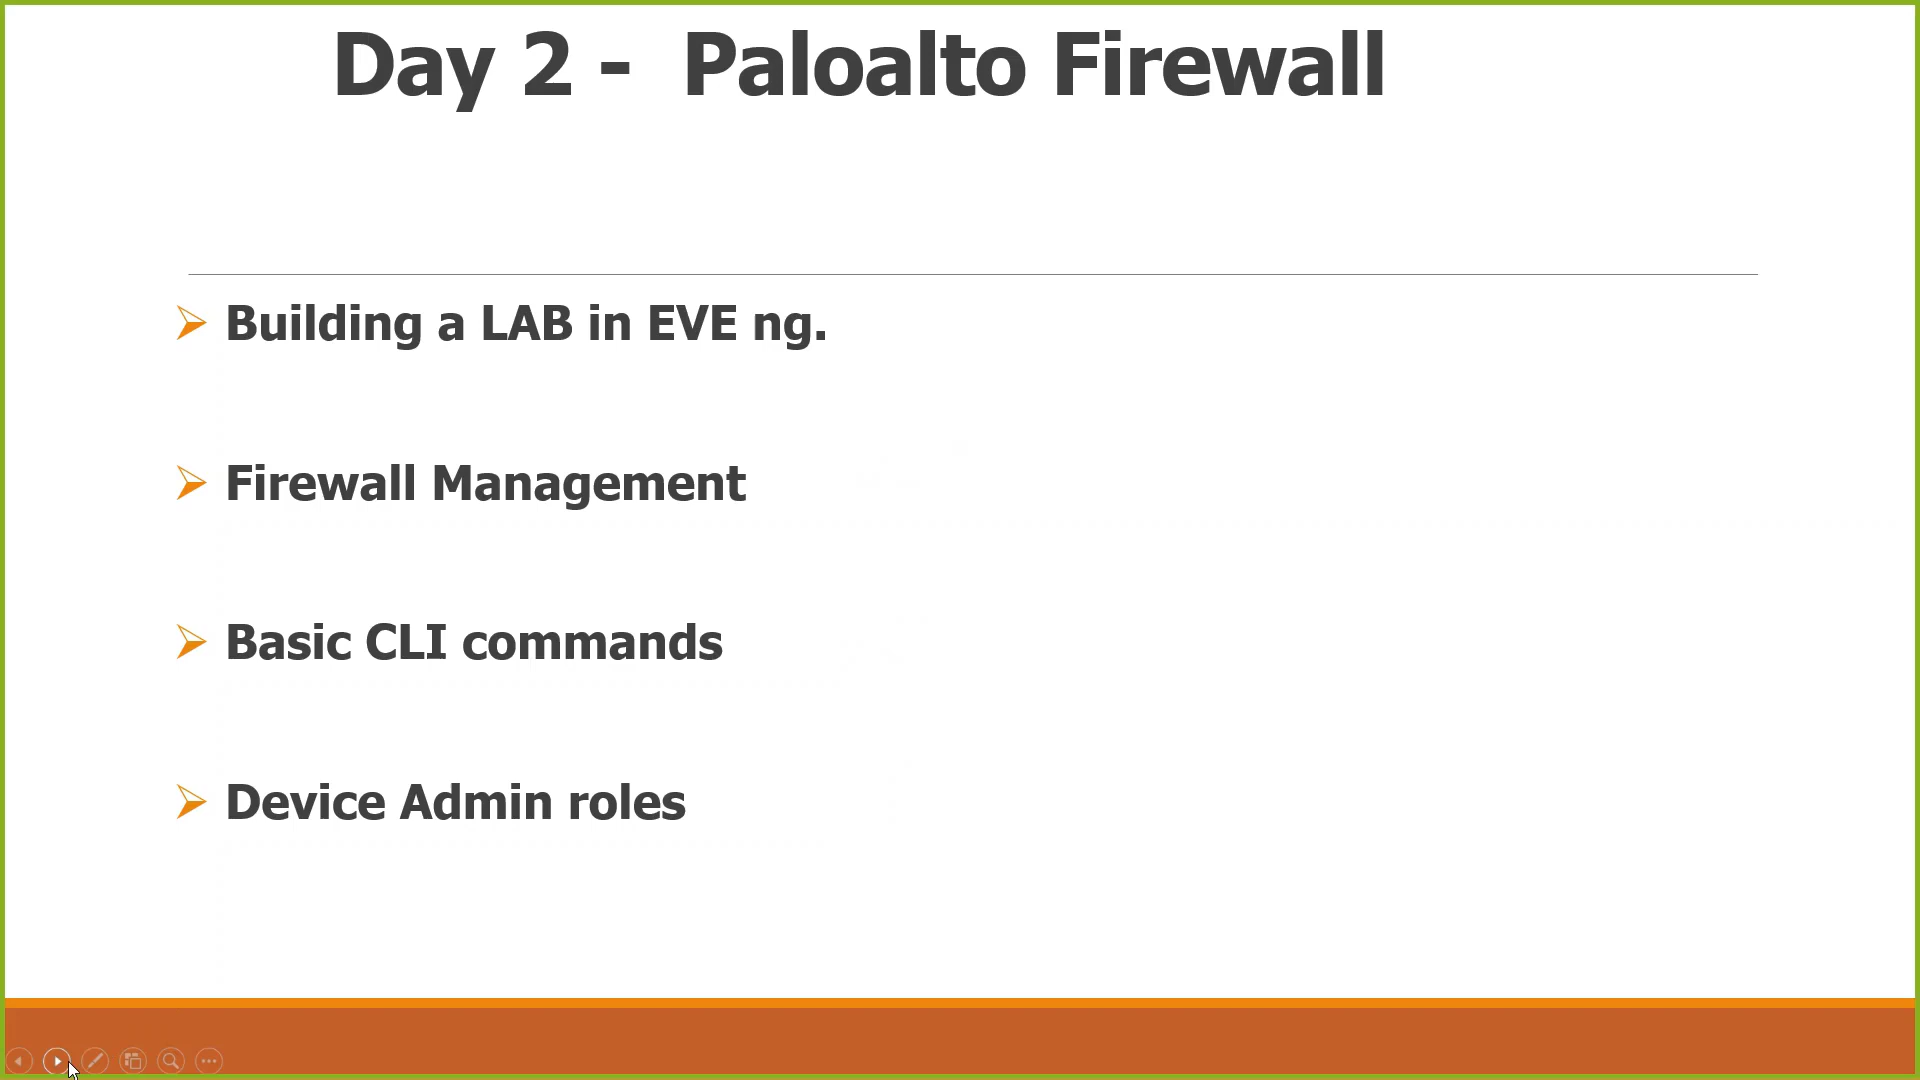 Day 2 - Paloalto Firewall
Building a LAB in EVE ng.
Firewall Management
Basic CLI commands
Device Admin roles